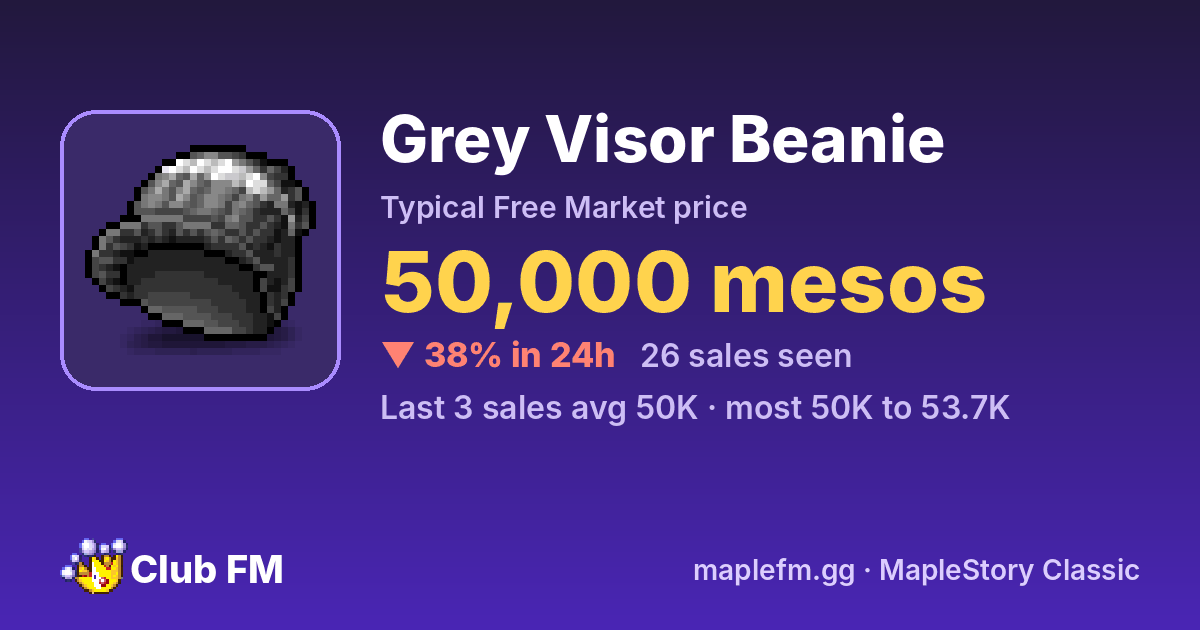 Grey Visor Beanie
Typical Free Market price
50,000 mesos
▼ 38% in 24h 26 sales seen
Last 3 sales avg 50K · most 50K to 53.7K
Club FM
maplefm.gg · MapleStory Classic